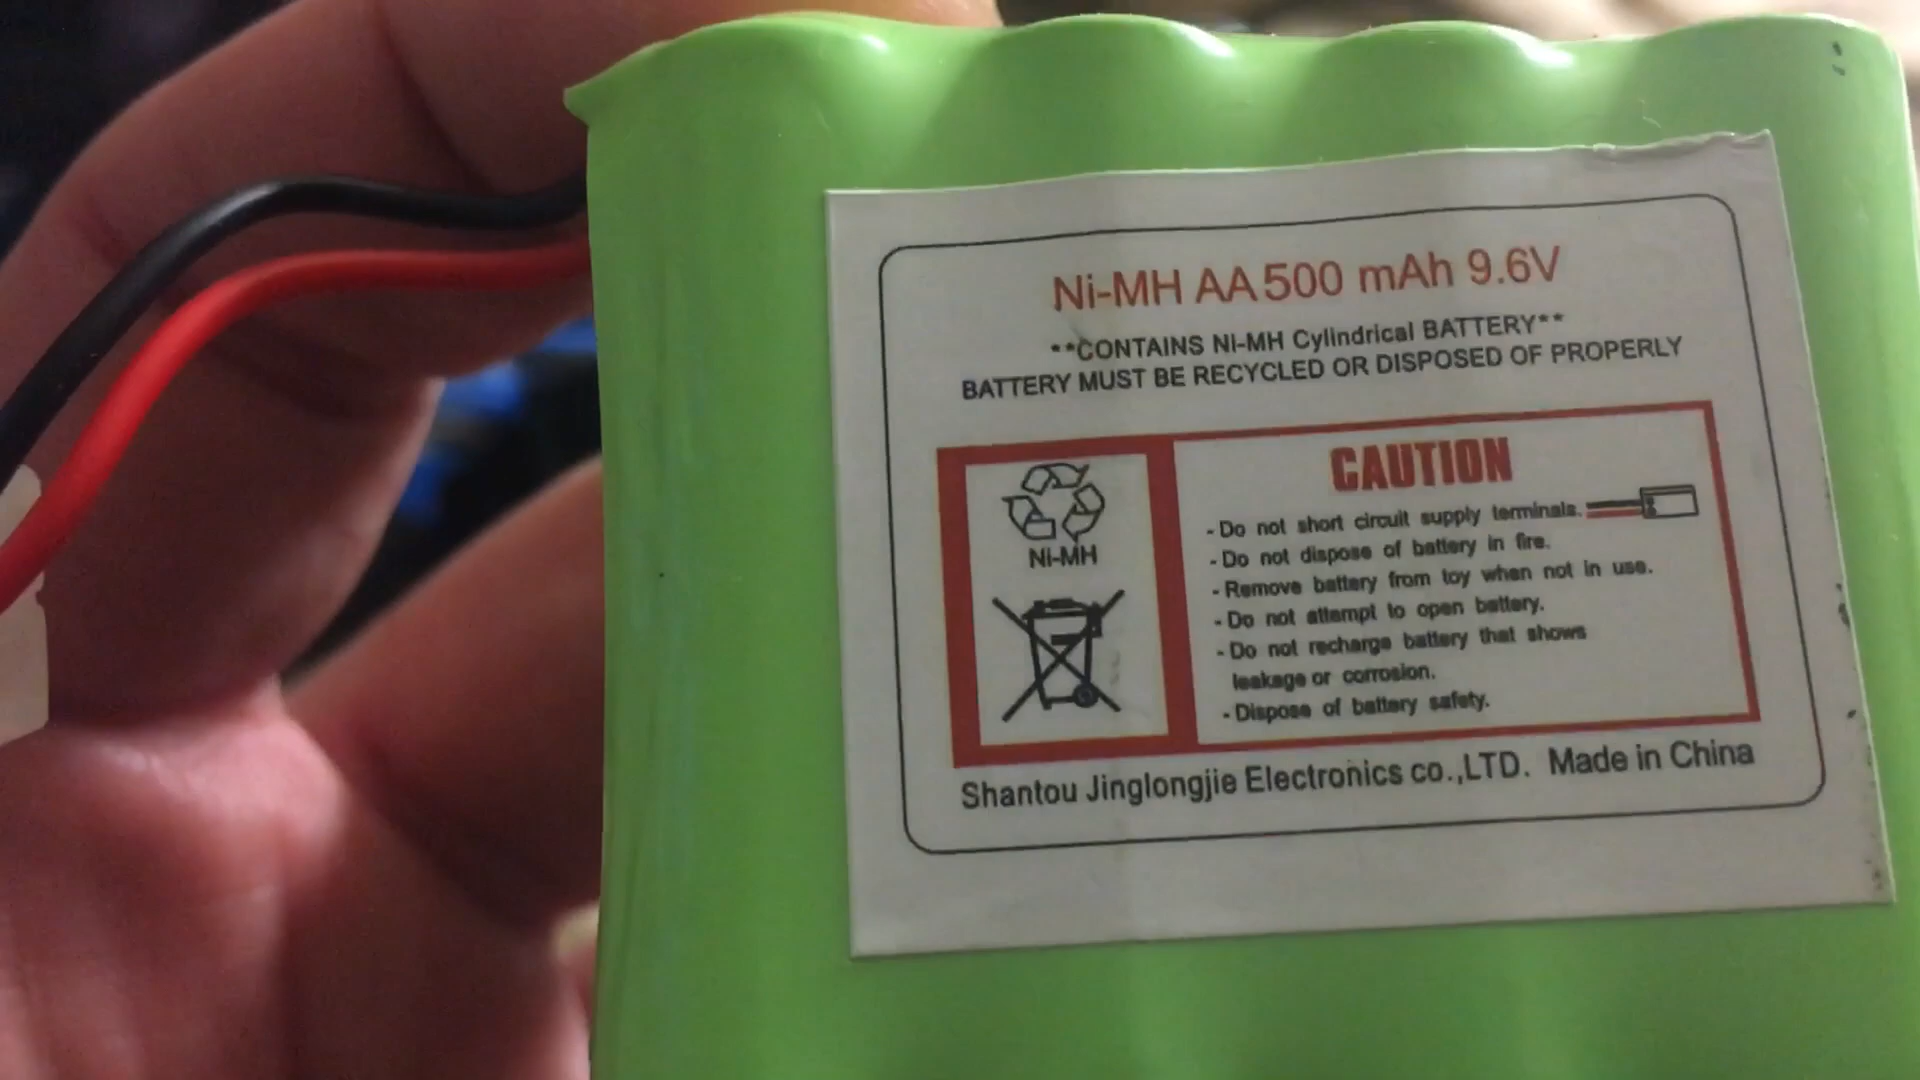 Ni-MH AA 500 mAh 9.6V
**CONTAINS Ni-MH Cylindrical BATTERY**
BATTERY MUST BE RECYCLED OR DISPOSED OF PROPERLY
Ni-MH
CAUTION
- Do not short circuit supply terminals.
- Do not dispose of battery in fire.
- Remove battery from toy when not in use.
- Do not attempt to open battery.
- Do not recharge battery that shows
leakage or corrosion.
- Dispose of battery safety.
Shantou Jinglongjie Electronics co.,LTD. Made in China